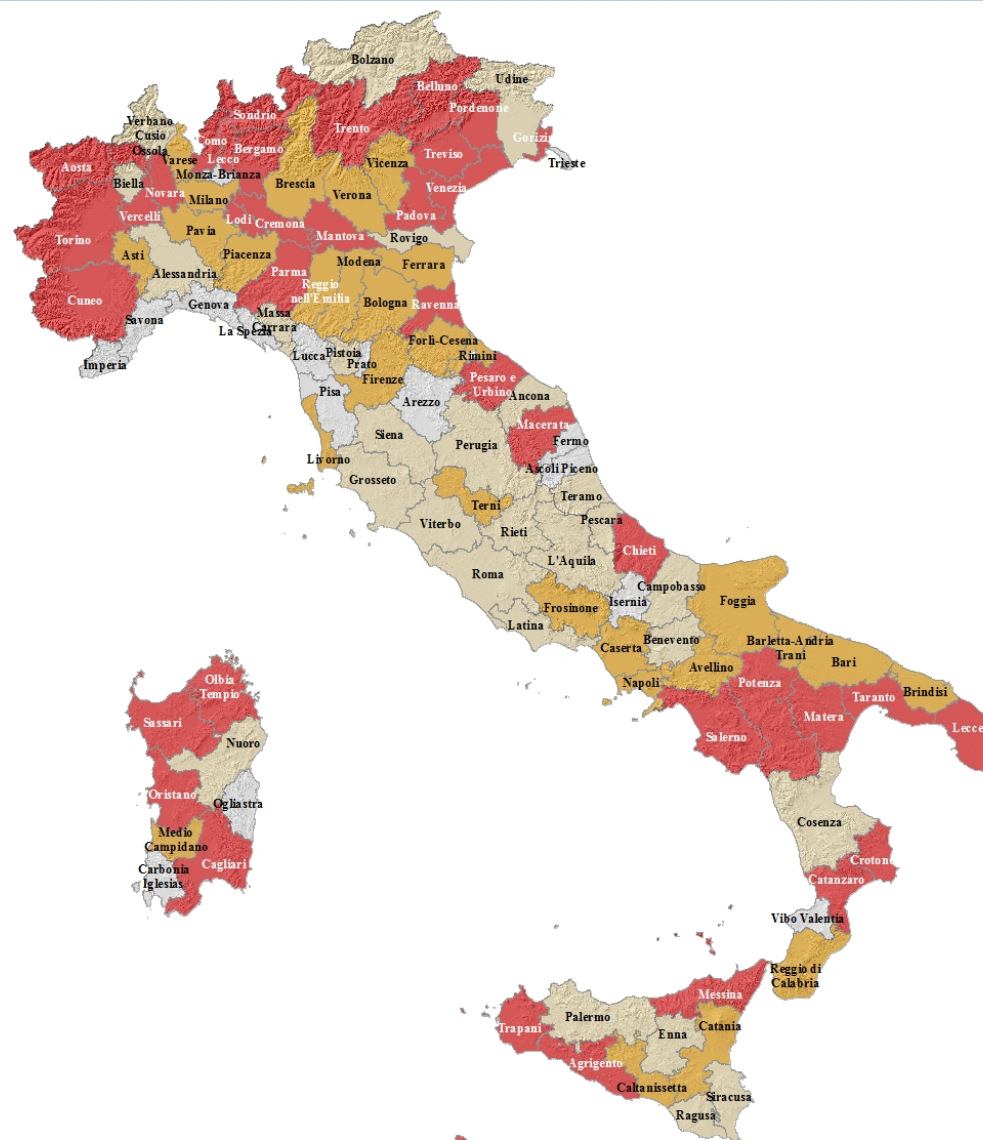 Bolzano
Udine
Belluno
Pordenone
Verbano
Cusio
Ossola
Sondrio
Trento
Gorizi
Como
Lecco
Bergamo
Treviso
Trieste
Aosta
Varese
Vicenza
Biella
Monza-Brianza
Brescia
Novara
Milano
Verona
Venezia
Vercelli
Lodi
Cremona
Padova
Torino
Pavia
Mantova
Rovigo
Asti
Piacenza
Modena
Ferrara
Alessandria
Parma
Reggio
nell'Emilia
Cuneo
Genova
Bologna
Ravenna
Savona
Massa
Carrara
La Spezia
Forlì-Cesena
Imperia
Lucca
Pistoia
Prato
Rimini
Firenze
Pesaro e
Urbino
Pisa
Arezzo
Ancona
Siena
Macerata
Perugia
Fermo
Livorno
Ascoli Piceno
Grosseto
Teramo
Terni
Viterbo
Pescara
Rieti
Chieti
L'Aquila
Roma
Campobasso
Frosinone
Isernia
Foggia
Latina
Benevento
Barletta-Andria
Trani
Caserta
Bari
Avellino
Napoli
Potenza
Olbia
Tempio
Brindisi
Taranto
Sassari
Matera
Lecce
Salerno
Nuoro
Oristano
Ogliastra
Medio
Campidano
Cosenza
Cagliari
Carbonia
Iglesias
Crotone
Catanzaro
Vibo Valentia
Reggio di
Calabria
Messina
Palermo
Trapani
Catania
Enna
Agrigento
Caltanissetta
Siracusa
Ragusa